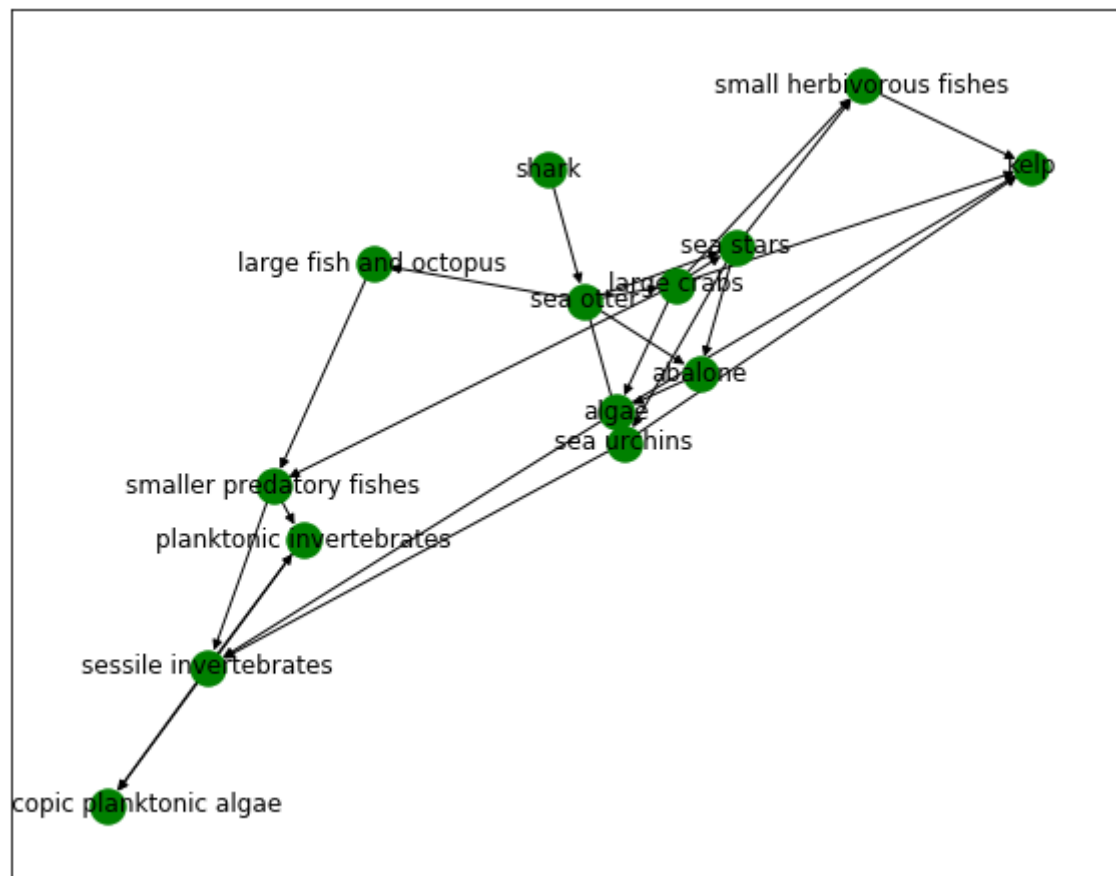 small herbivorous fishes
shark
kelp
sea stars
large fish and octopus
large crabs
sea otter
abalone
algae
sea urchins
smaller predatory fishes
planktonic invertebrates
sessile invertebrates
copic planktonic algae